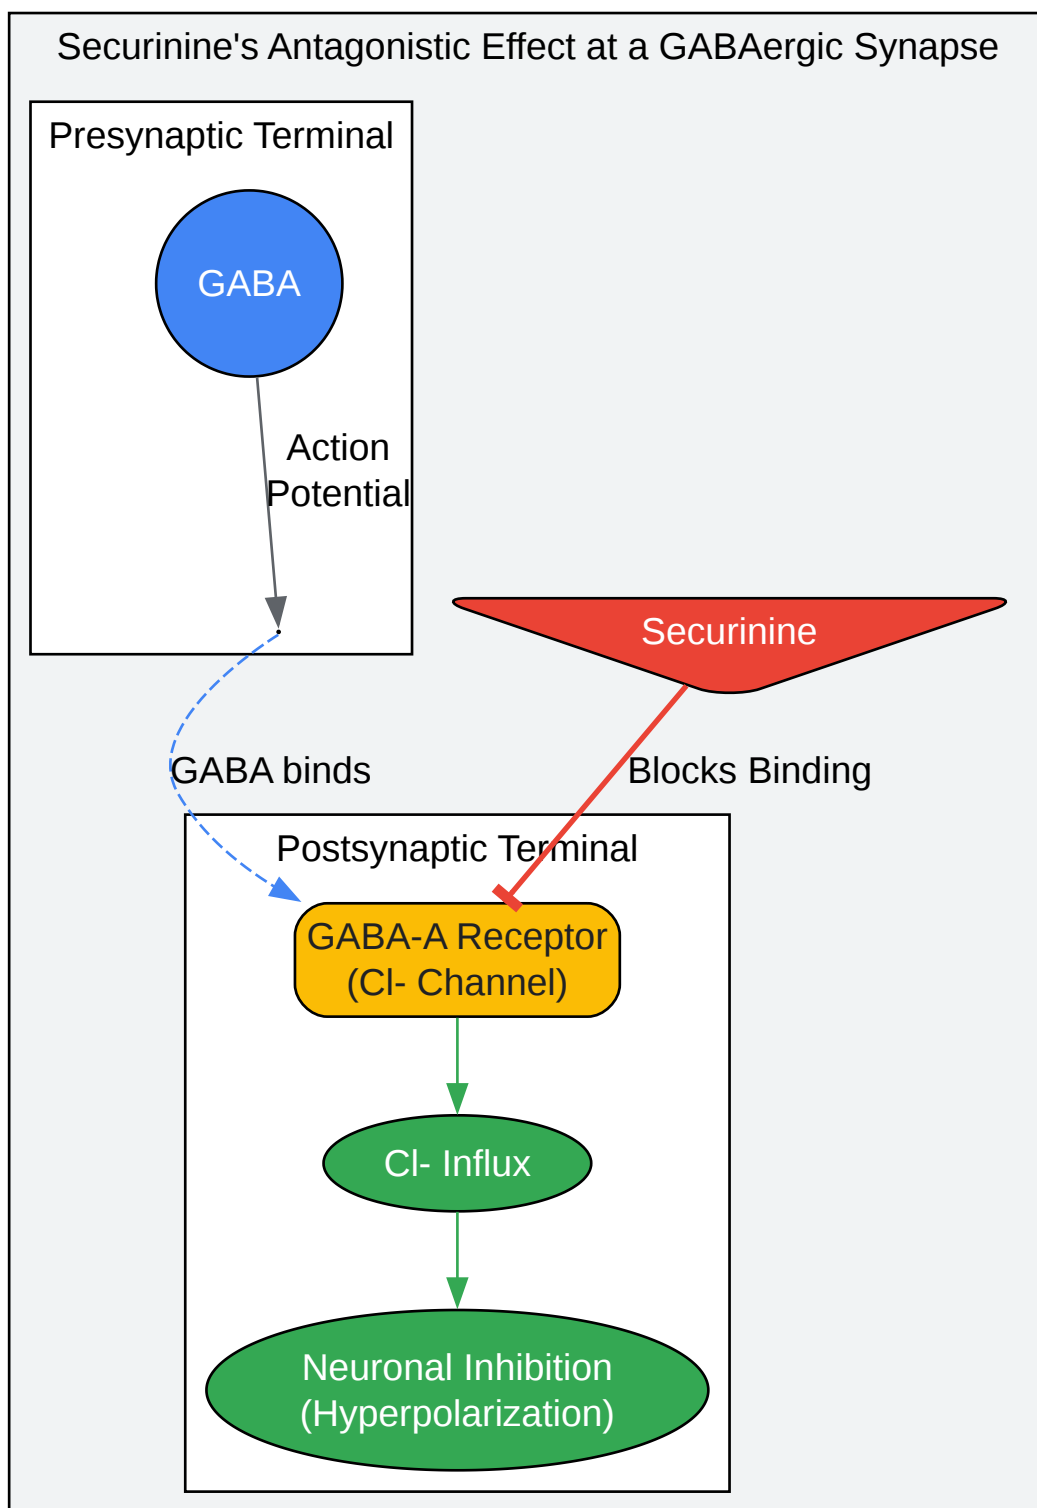 Securinine's Antagonistic Effect at a GABAergic Synapse
Presynaptic Terminal
GABA
Action
Potential
Securinine
GABA binds
Blocks Binding
Postsynaptic Terminal
GABA-A Receptor
(Cl- Channel)
Cl- Influx
Neuronal Inhibition
(Hyperpolarization)